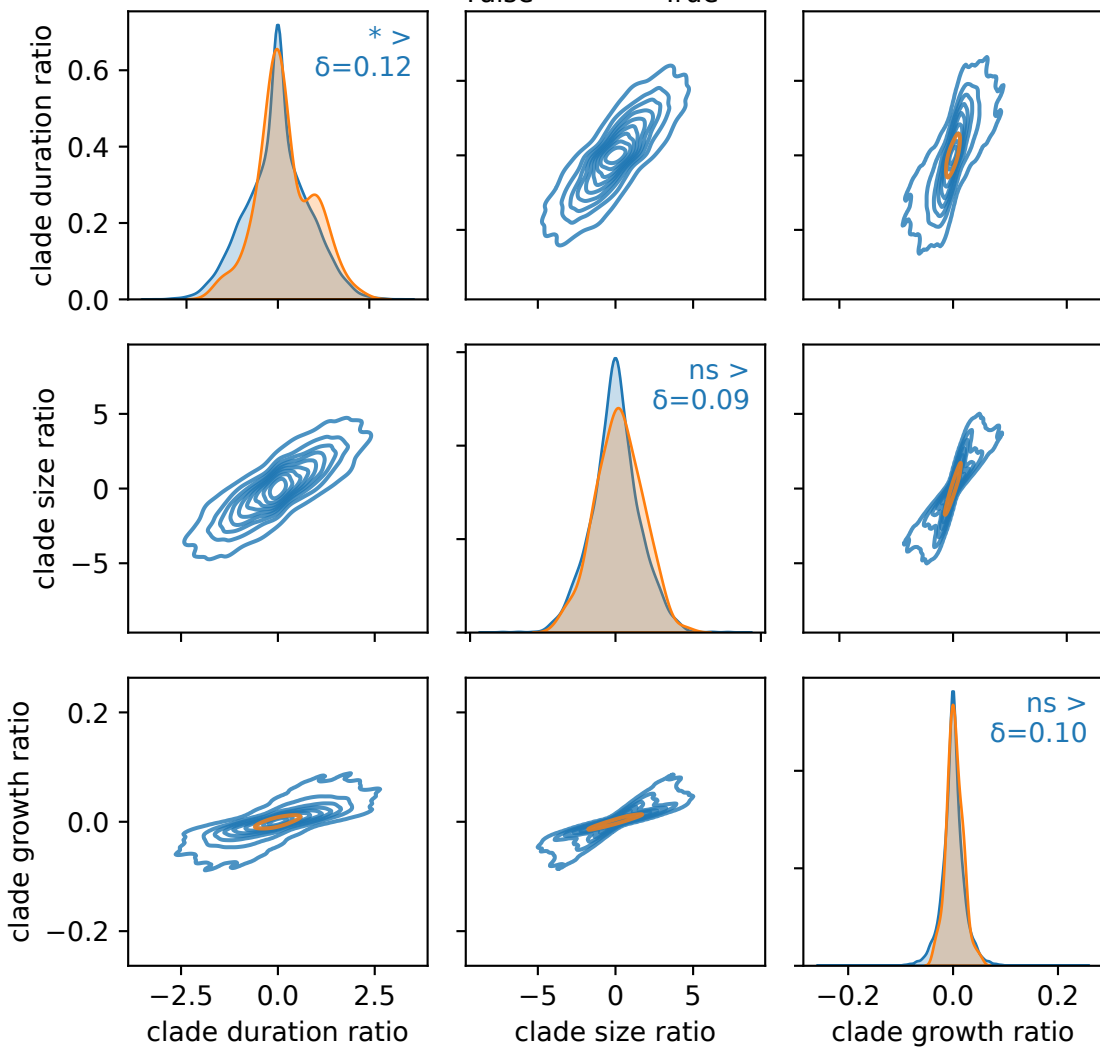 clade duration ratio
0.6
0.4
0.2
0.0
* >
δ=0.12
clade size ratio
5
0
−5
ns >
δ=0.09
clade growth ratio
0.2
0.0
−0.2
ns >
δ=0.10
−2.5 0.0 2.5
−5 0 5
−0.2 0.0 0.2
clade duration ratio
clade size ratio
clade growth ratio